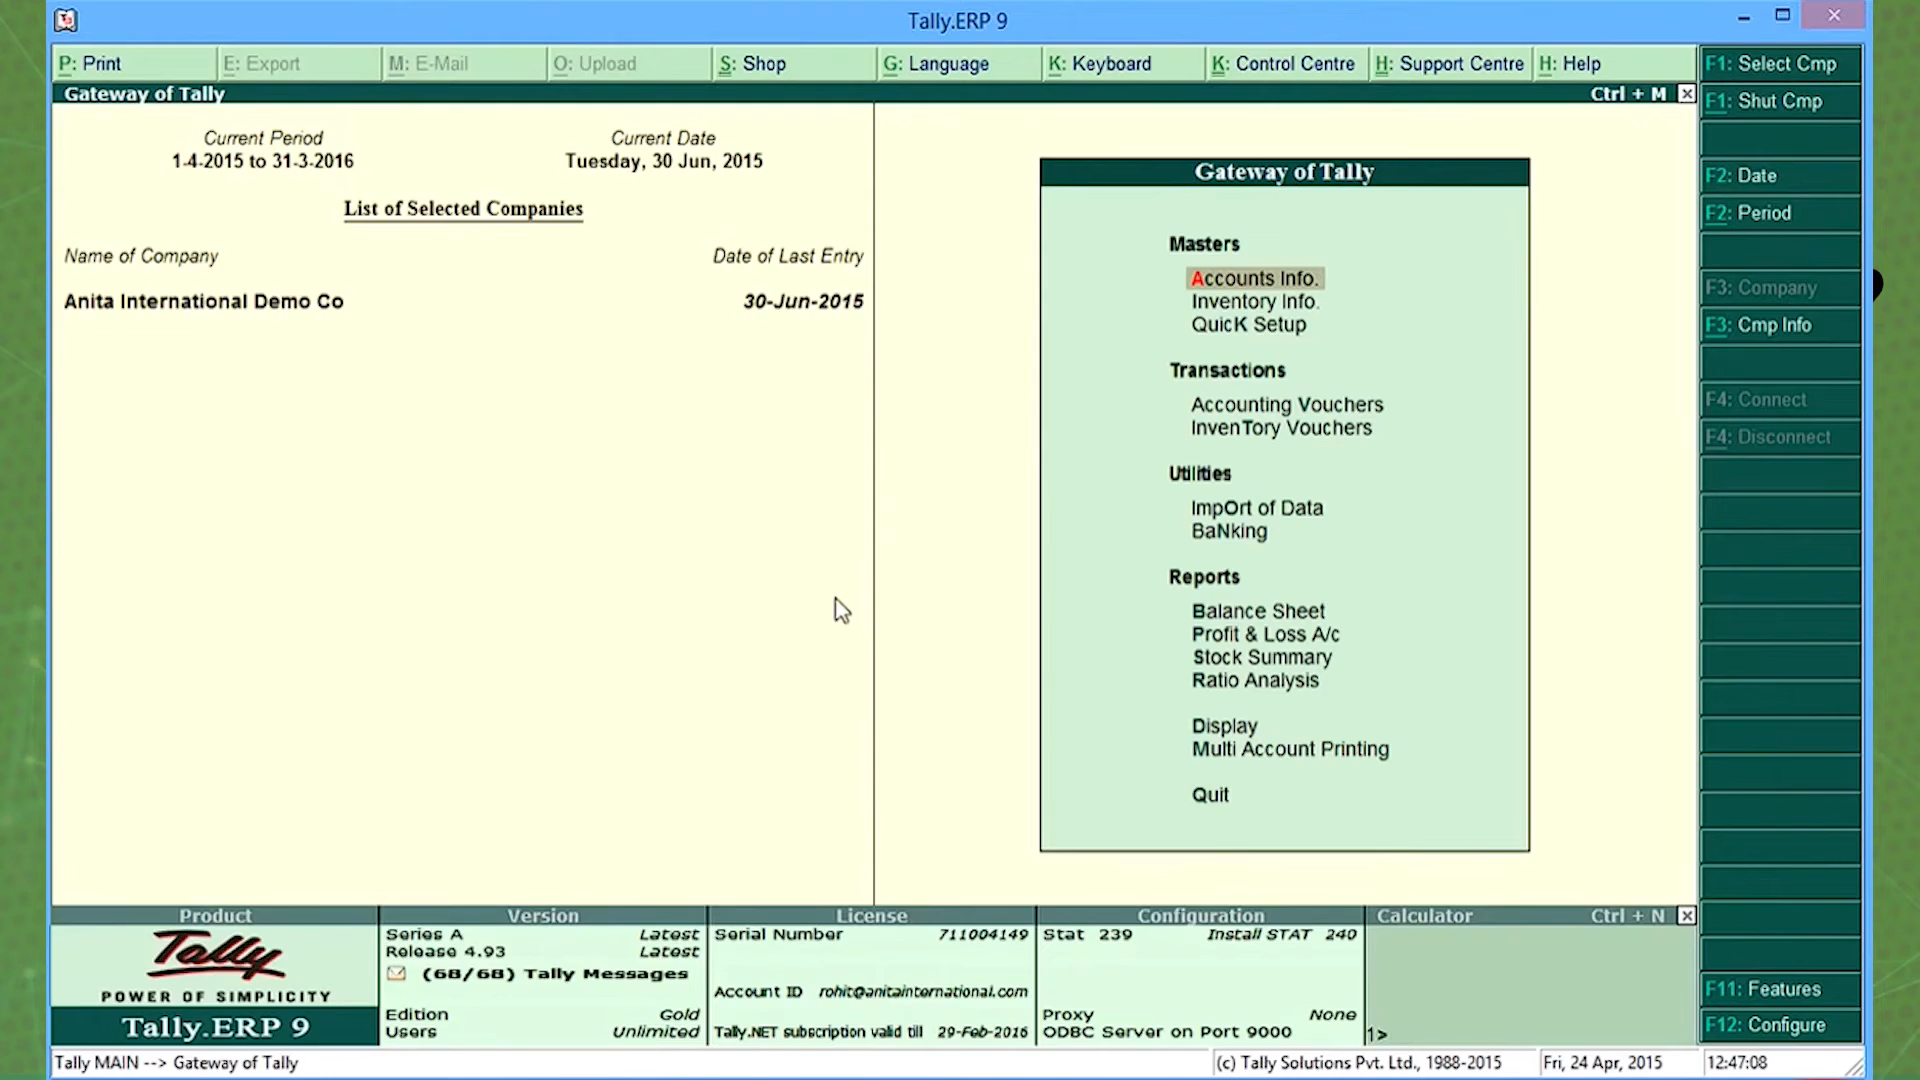 Tally.ERP 9
P: Print
E: Export
M: E-Mail
O: Upload
S: Shop
G: Language
K: Keyboard
K: Control Centre
H: Support Centre
H: Help
Gateway of Tally
Ctrl + M
Current Period
1-4-2015 to 31-3-2016
Current Date
Tuesday, 30 Jun, 2015
List of Selected Companies
Name of Company
Date of Last Entry
Anita International Demo Co
30-Jun-2015
Gateway of Tally
Masters
Accounts Info.
Inventory Info.
QuicK Setup
Transactions
Accounting Vouchers
InvenTory Vouchers
Utilities
ImpOrt of Data
BaNking
Reports
Balance Sheet
Profit & Loss A/c
Stock Summary
Ratio Analysis
Display
Multi Account Printing
Quit
F1: Select Cmp
F1: Shut Cmp
F2: Date
F2: Period
F3: Company
F3: Cmp Info
F4: Connect
F4: Disconnect
F11: Features
F12: Configure
Product
Tally
POWER OF SIMPLICITY
Tally.ERP 9
Version
Series A Latest
Release 4.93 Latest
(68/68) Tally Messages
Edition Gold
Users Unlimited
License
Serial Number 711004149
Account ID rohit@anitainternational.com
Tally.NET subscription valid till 29-Feb-2016
Configuration
Stat 239 Install STAT 240
Proxy None
ODBC Server on Port 9000
Calculator Ctrl + N
1>
Tally MAIN --> Gateway of Tally
(c) Tally Solutions Pvt. Ltd., 1988-2015
Fri, 24 Apr, 2015
12:47:08